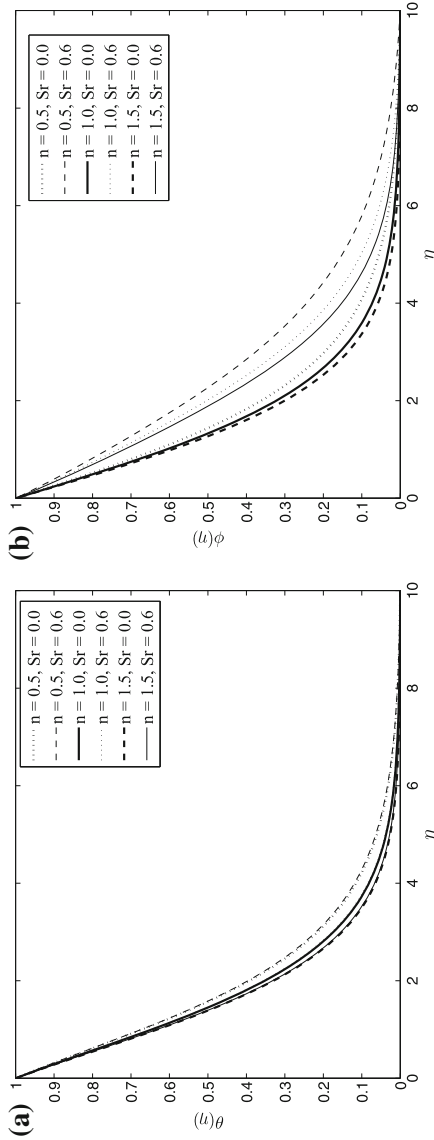 (a)
1
0.9
0.8
0.7
0.6
0.5
0.4
0.3
0.2
0.1
0
θ(η)
0 2 4 6 8 10
η
n = 0.5, Sr = 0.0
n = 0.5, Sr = 0.6
n = 1.0, Sr = 0.0
n = 1.0, Sr = 0.6
n = 1.5, Sr = 0.0
n = 1.5, Sr = 0.6
(b)
1
0.9
0.8
0.7
0.6
0.5
0.4
0.3
0.2
0.1
0
φ(η)
0 2 4 6 8 10
η
n = 0.5, Sr = 0.0
n = 0.5, Sr = 0.6
n = 1.0, Sr = 0.0
n = 1.0, Sr = 0.6
n = 1.5, Sr = 0.0
n = 1.5, Sr = 0.6